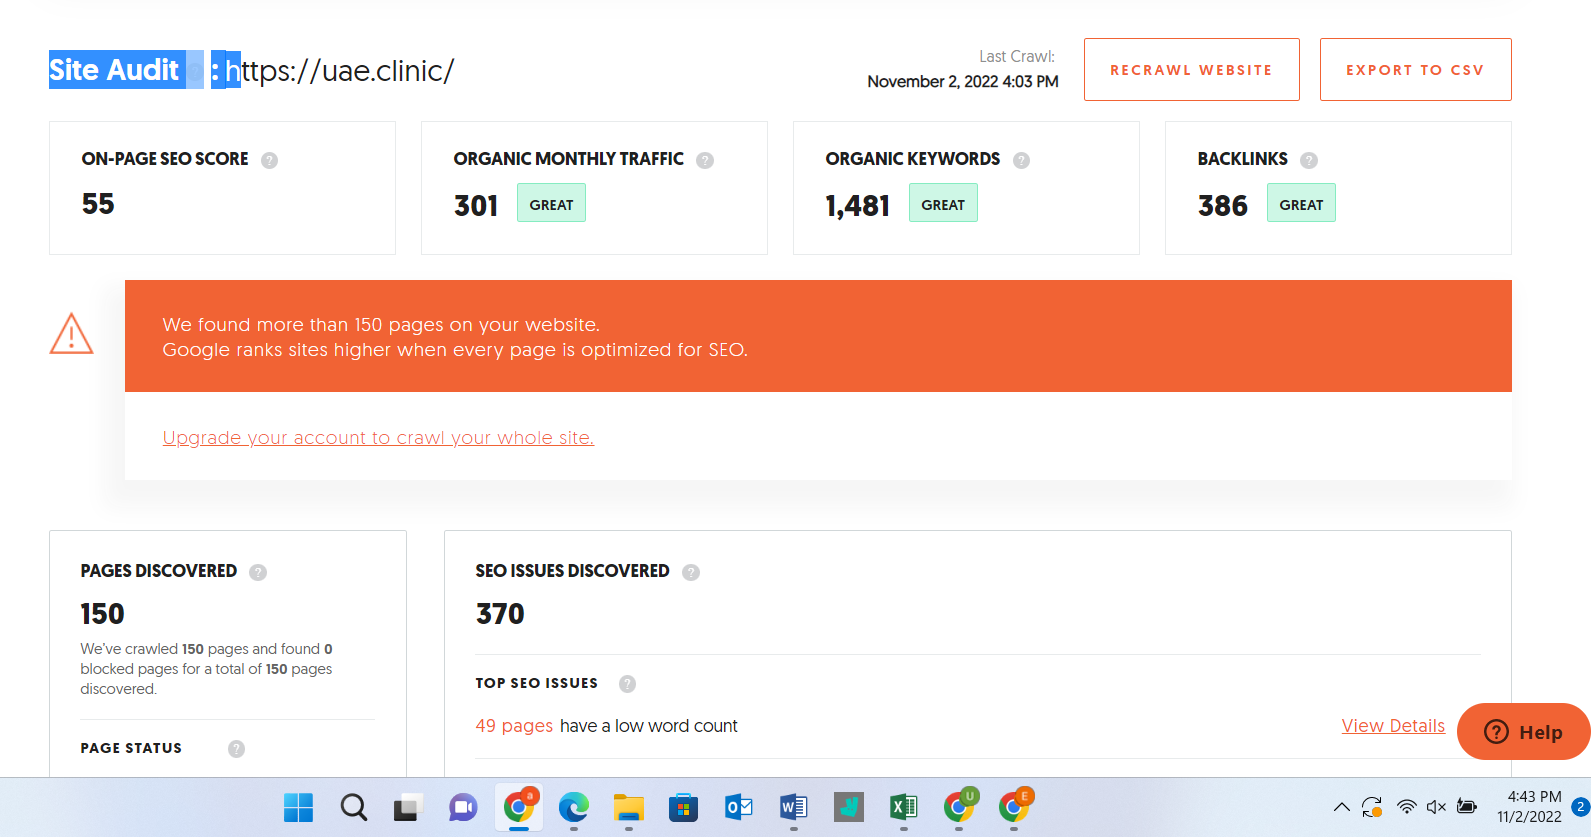 Site Audit : https://uae.clinic/
Last Crawl:
November 2, 2022 4:03 PM
RECRAWL WEBSITE
EXPORT TO CSV
ON-PAGE SEO SCORE ?
55
ORGANIC MONTHLY TRAFFIC ?
301 GREAT
ORGANIC KEYWORDS ?
1,481 GREAT
BACKLINKS ?
386 GREAT
We found more than 150 pages on your website.
Google ranks sites higher when every page is optimized for SEO.
Upgrade your account to crawl your whole site.
PAGES DISCOVERED ?
150
We've crawled 150 pages and found 0
blocked pages for a total of 150 pages
discovered.
PAGE STATUS ?
SEO ISSUES DISCOVERED ?
370
TOP SEO ISSUES ?
49 pages have a low word count View Details
? Help
4:43 PM
11/2/2022
2